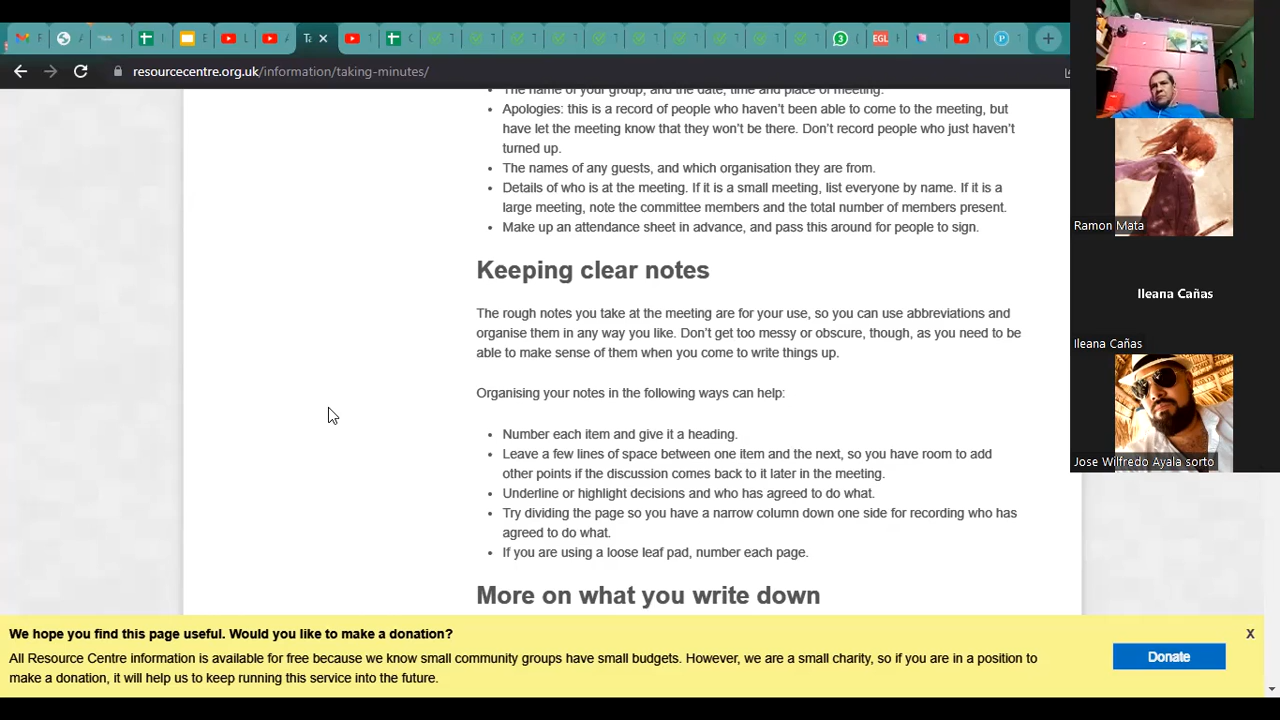 resourcecentre.org.uk/information/taking-minutes/
The name of your group, and the date, time and place of meeting.
Apologies: this is a record of people who haven't been able to come to the meeting, but
have let the meeting know that they won't be there. Don't record people who just haven't
turned up.
The names of any guests, and which organisation they are from.
Details of who is at the meeting. If it is a small meeting, list everyone by name. If it is a
large meeting, note the committee members and the total number of members present.
Make up an attendance sheet in advance, and pass this around for people to sign.
Keeping clear notes
The rough notes you take at the meeting are for your use, so you can use abbreviations and
organise them in any way you like. Don't get too messy or obscure, though, as you need to be
able to make sense of them when you come to write things up.
Organising your notes in the following ways can help:
Number each item and give it a heading.
Leave a few lines of space between one item and the next, so you have room to add
other points if the discussion comes back to it later in the meeting.
Underline or highlight decisions and who has agreed to do what.
Try dividing the page so you have a narrow column down one side for recording who has
agreed to do what.
If you are using a loose leaf pad, number each page.
More on what you write down
We hope you find this page useful. Would you like to make a donation?
X
All Resource Centre information is available for free because we know small community groups have small budgets. However, we are a small charity, so if you are in a position to
make a donation, it will help us to keep running this service into the future.
Donate
Ramon Mata
Ileana Cañas
Ileana Cañas
Jose Wilfredo Ayala sorto